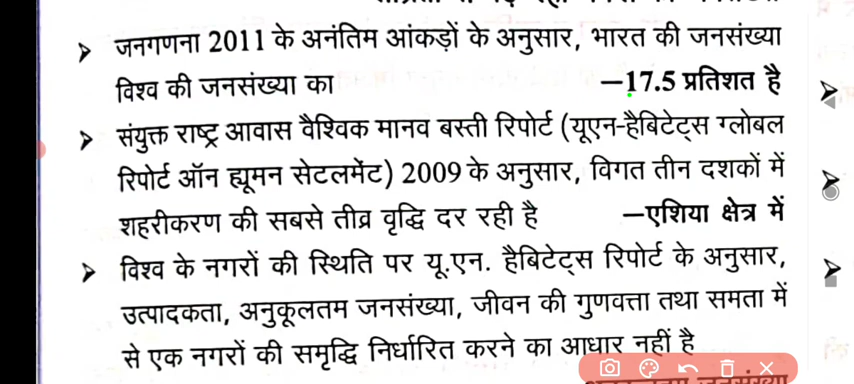 ➢ जनगणना 2011 के अनंतिम आंकड़ों के अनुसार, भारत की जनसंख्या
विश्व की जनसंख्या का —17.5 प्रतिशत है
➢ संयुक्त राष्ट्र आवास वैश्विक मानव बस्ती रिपोर्ट (यूएन-हैबिटेट्स ग्लोबल
रिपोर्ट ऑन ह्यूमन सेटलमेंट) 2009 के अनुसार, विगत तीन दशकों में
शहरीकरण की सबसे तीव्र वृद्धि दर रही है —एशिया क्षेत्र में
➢ विश्व के नगरों की स्थिति पर यू.एन. हैबिटेट्स रिपोर्ट के अनुसार,
उत्पादकता, अनुकूलतम जनसंख्या, जीवन की गुणवत्ता तथा समता में
से एक नगरों की समृद्धि निर्धारित करने का आधार नहीं है